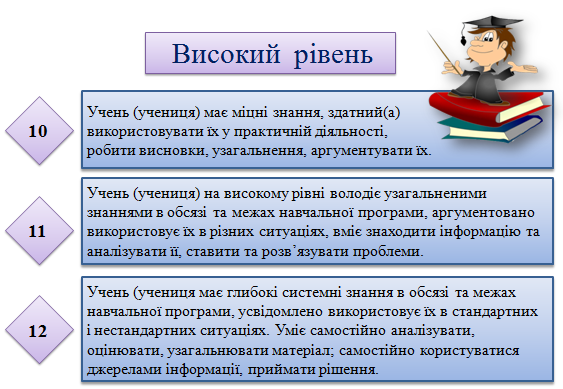 Високий рівень
10
Учень (учениця) має міцні знання, здатний(а)
використовувати їх у практичній діяльності,
робити висновки, узагальнення, аргументувати їх.
11
Учень (учениця) на високому рівні володіє узагальненими
знаннями в обсязі та межах навчальної програми, аргументовано
використовує їх в різних ситуаціях, вміє знаходити інформацію та
аналізувати її, ставити та розв’язувати проблеми.
12
Учень (учениця має глибокі системні знання в обсязі та межах
навчальної програми, усвідомлено використовує їх в стандартних
і нестандартних ситуаціях. Уміє самостійно аналізувати,
оцінювати, узагальнювати матеріал; самостійно користуватися
джерелами інформації, приймати рішення.